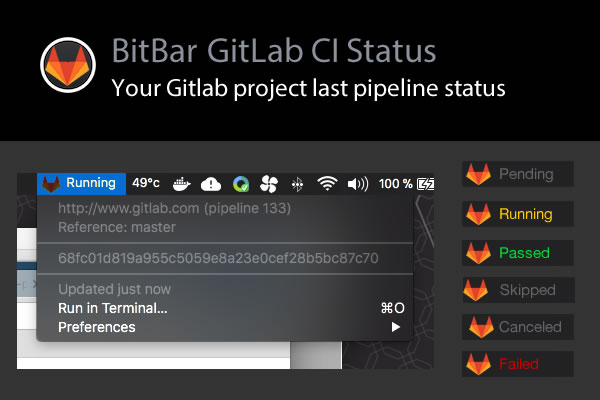 BitBar GitLab CI Status
Your Gitlab project last pipeline status
Running 49°c 100 %
http://www.gitlab.com (pipeline 133)
Reference: master
68fc01d819a955c5059e8a23e0cef28b5bc87c70
Updated just now
Run in Terminal... ⌘O
Preferences
Pending
Running
Passed
Skipped
Canceled
Failed